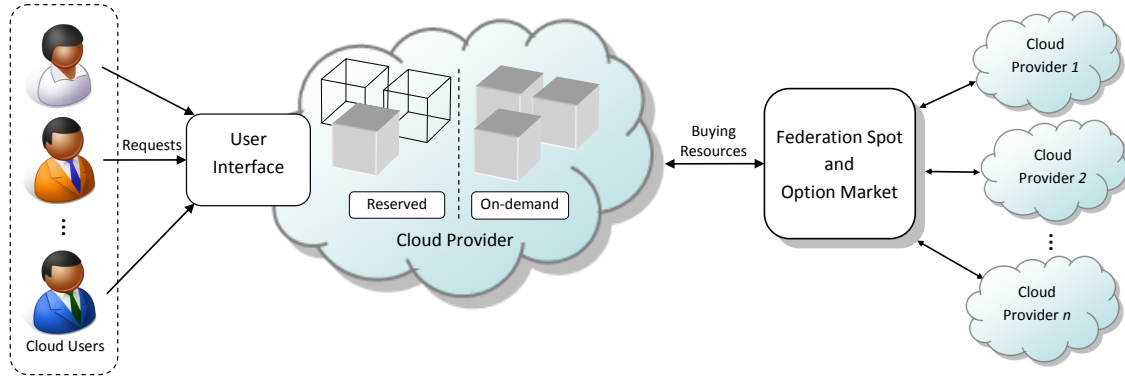 Cloud Users
Requests
User
Interface
Reserved
On-demand
Cloud Provider
Buying
Resources
Federation Spot
and
Option Market
Cloud
Provider 1
Cloud
Provider 2
Cloud
Provider n